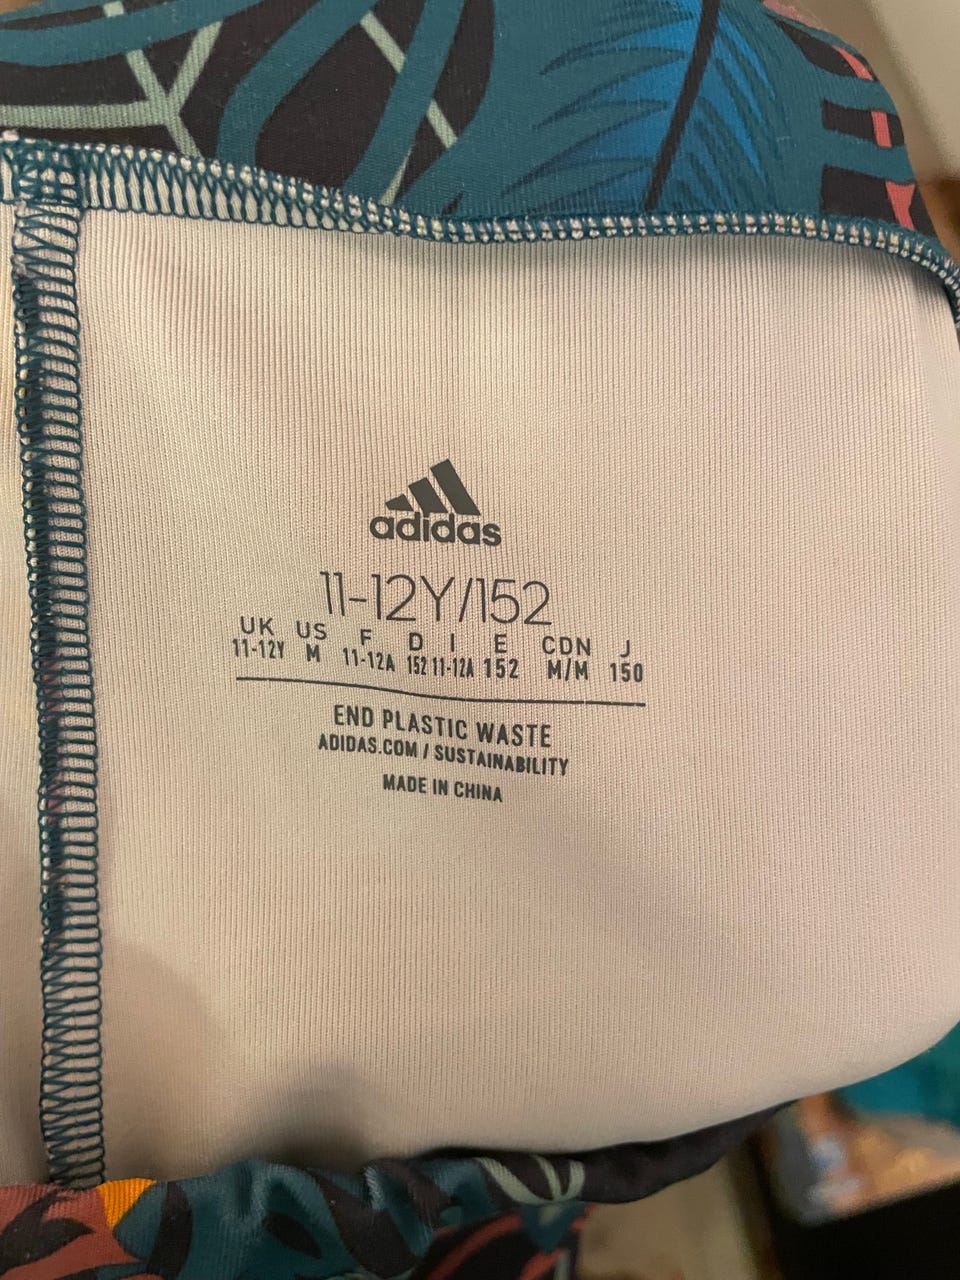 adidas
11-12Y/152
UK US F D I E CDN J
11-12Y M 11-12A 152 11-12A 152 M/M 150
END PLASTIC WASTE
ADIDAS.COM / SUSTAINABILITY
MADE IN CHINA